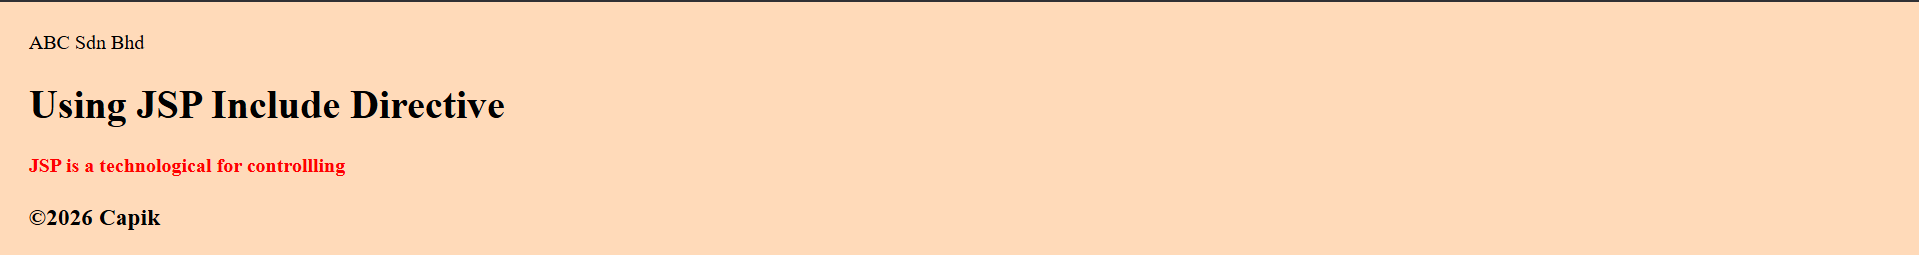 ABC Sdn Bhd
Using JSP Include Directive
JSP is a technological for controllling
©2026 Capik